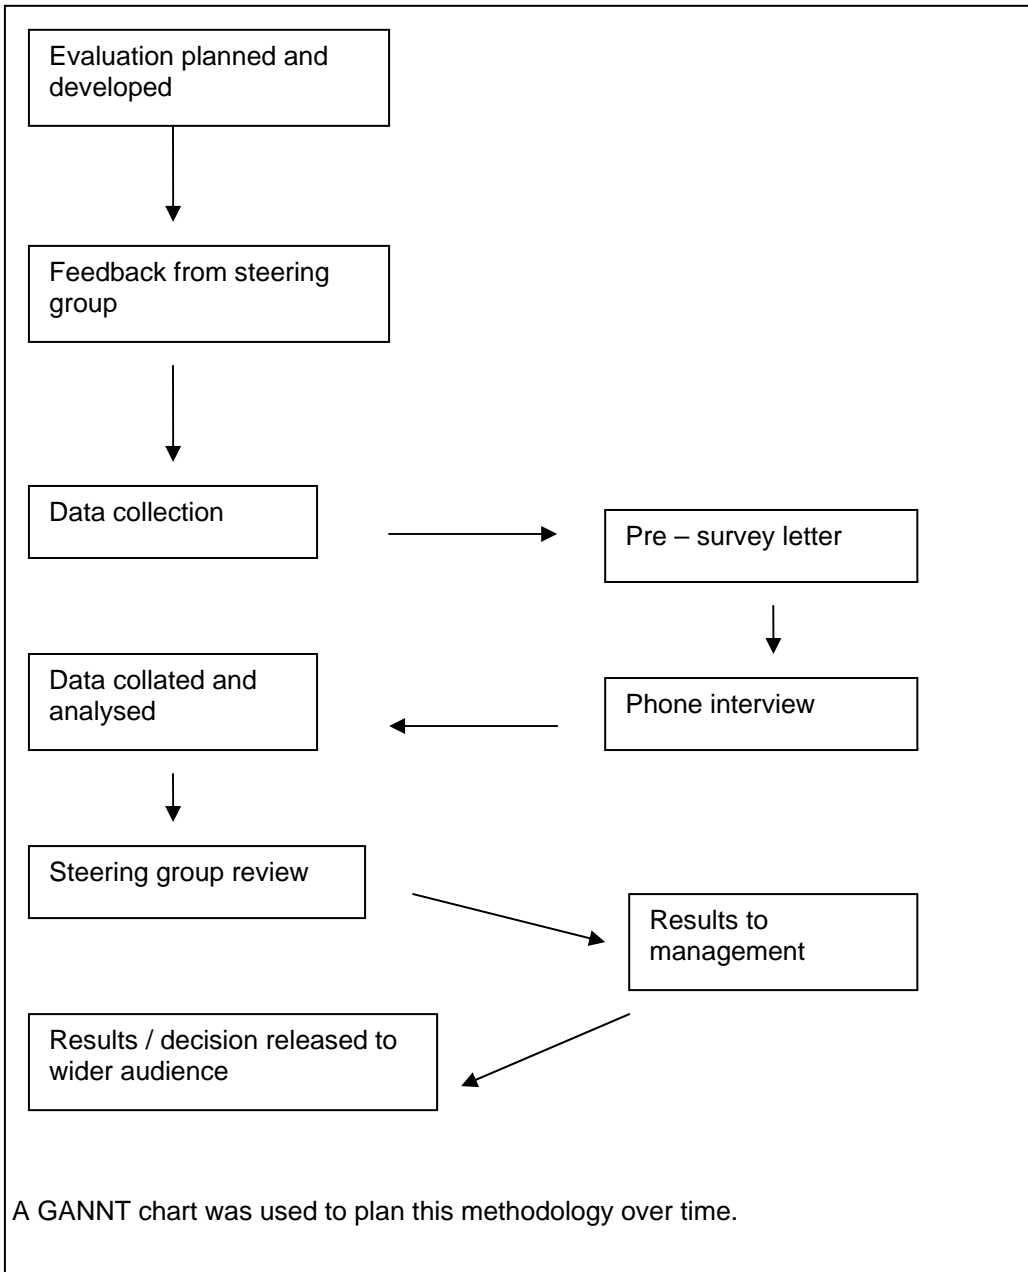 Evaluation planned and
developed
Feedback from steering
group
Data collection
Pre – survey letter
Data collated and
analysed
Phone interview
Steering group review
Results to
management
Results / decision released to
wider audience
A GANNT chart was used to plan this methodology over time.